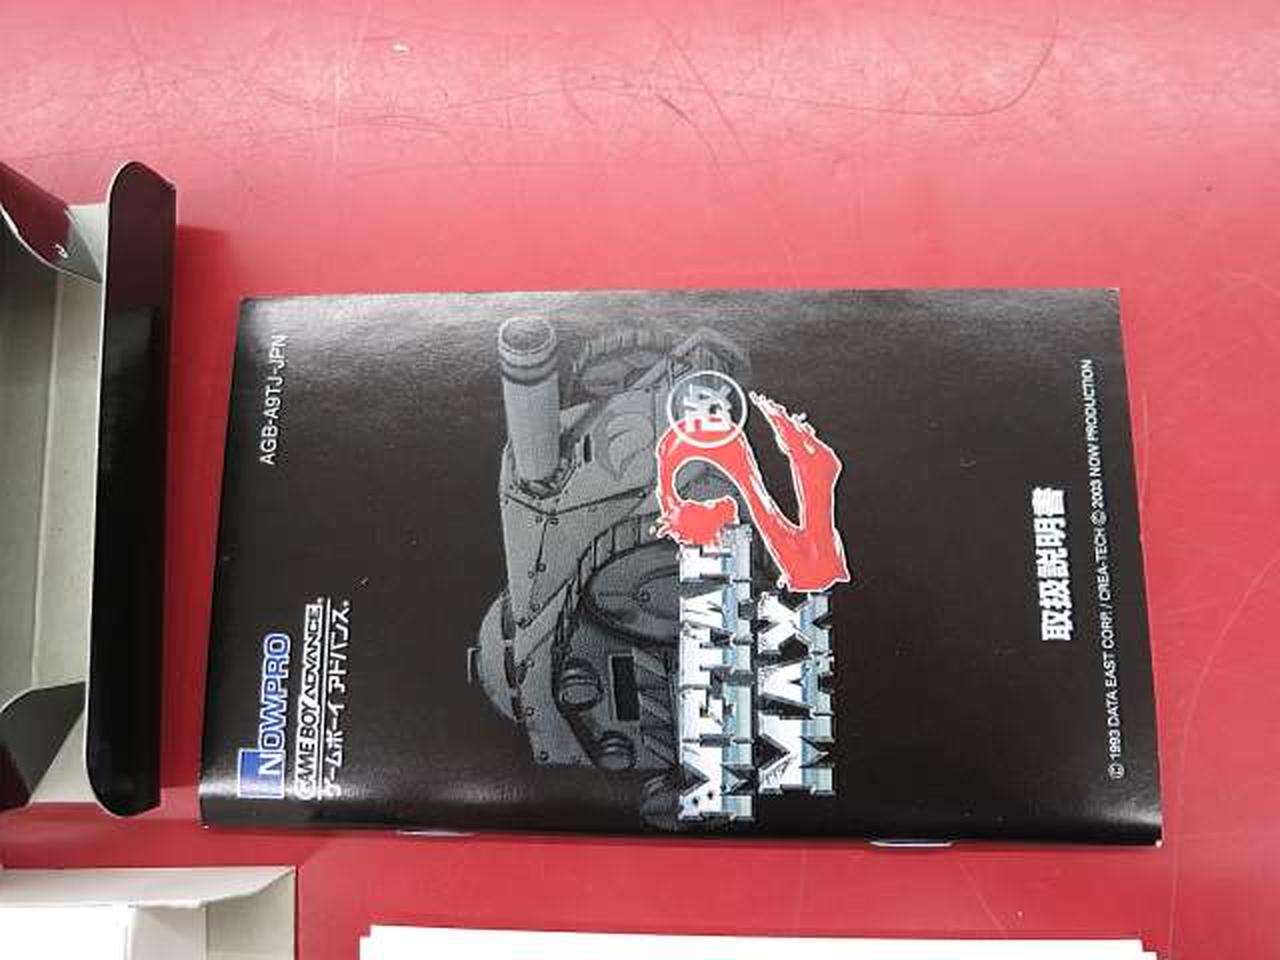 NOWPRO
GAME BOY ADVANCE®
ゲームボーイアドバンス®
AGB-A9TJ-JPN
METAL
MAX
2
改
取扱説明書
© 1993 DATA EAST CORP. / CREA-TECH © 2003 NOW PRODUCTION